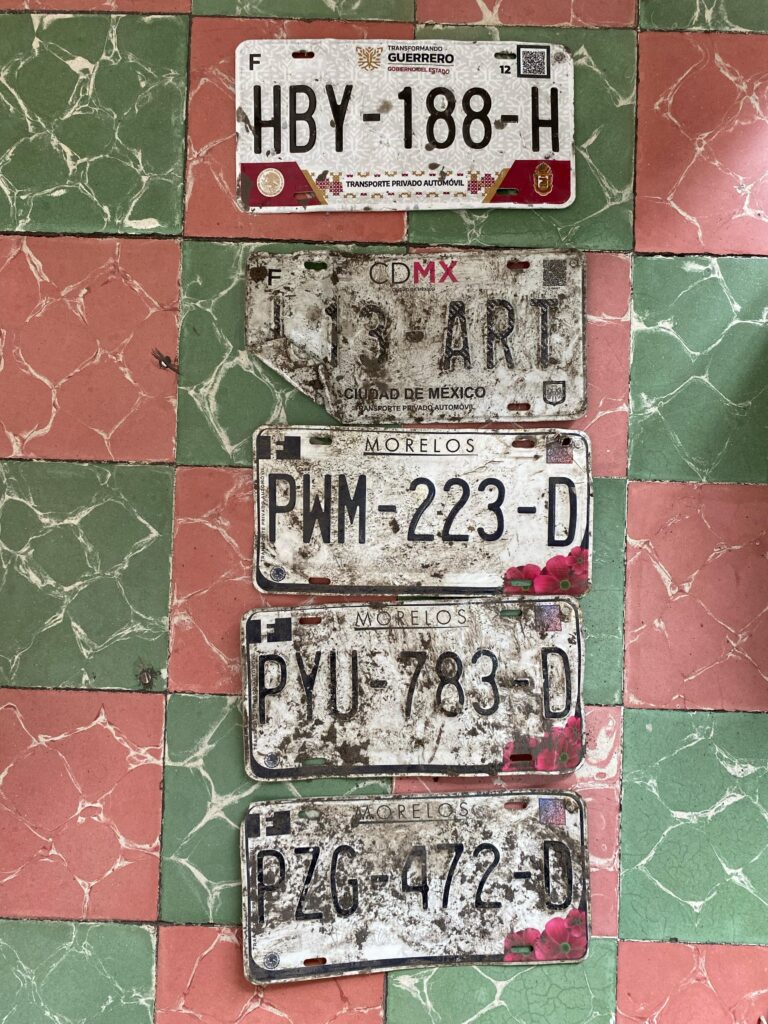 F
TRANSFORMANDO
GUERRERO
GOBIERNO DEL ESTADO
12
HBY-188-H
TRANSPORTE PRIVADO AUTOMÓVIL
F
CDMX
13-ART
CIUDAD DE MÉXICO
TRANSPORTE PRIVADO AUTOMÓVIL
F
MORELOS
PWM-223-D
F
MORELOS
PYU-783-D
F
MORELOS
PZG-472-D